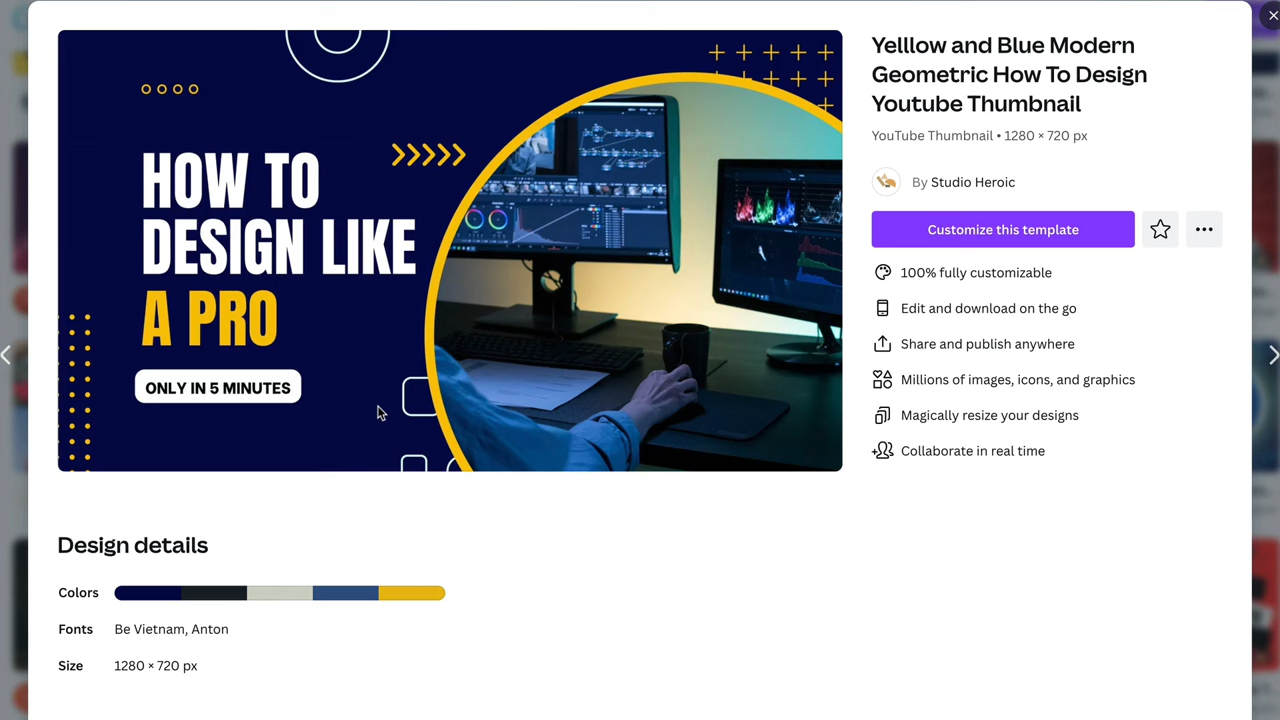 HOW TO
DESIGN LIKE
A PRO
ONLY IN 5 MINUTES
Yelllow and Blue Modern
Geometric How To Design
Youtube Thumbnail
YouTube Thumbnail • 1280 × 720 px
By Studio Heroic
Customize this template
100% fully customizable
Edit and download on the go
Share and publish anywhere
Millions of images, icons, and graphics
Magically resize your designs
Collaborate in real time
Design details
Colors
Fonts Be Vietnam, Anton
Size 1280 × 720 px